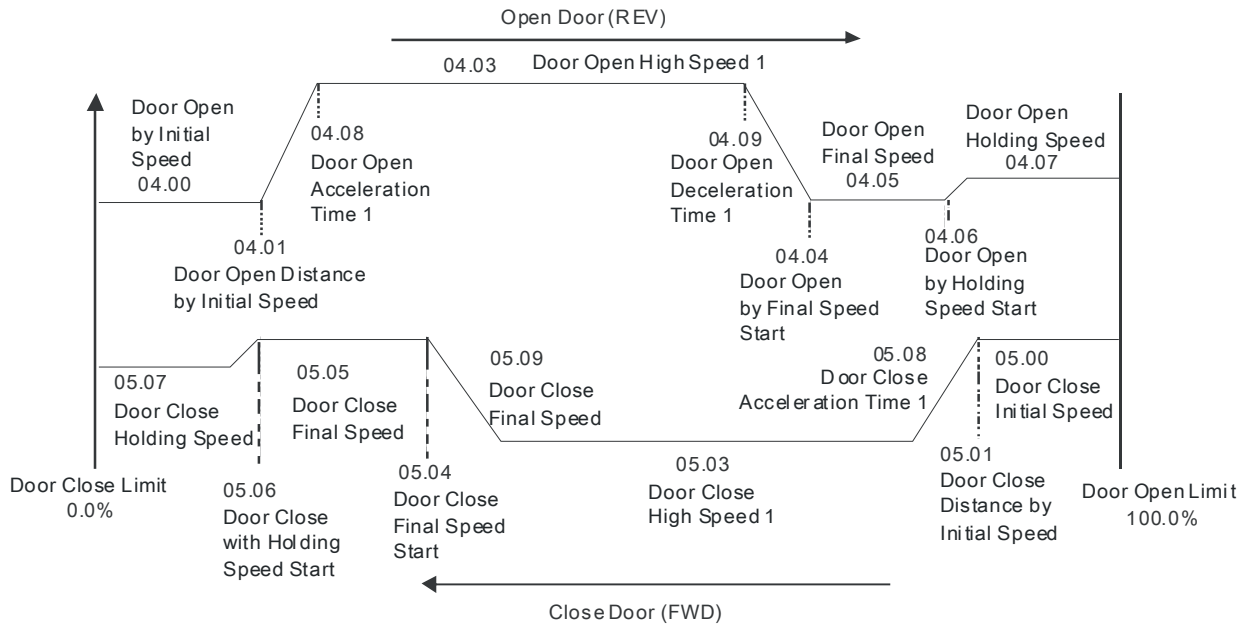 Open Door (REV)
04.03
Door Open High Speed 1
Door Open
by Initial
Speed
04.00
04.08
Door Open
Acceleration
Time 1
04.09
Door Open
Deceleration
Time 1
Door Open
Final Speed
04.05
Door Open
Holding Speed
04.07
04.01
Door Open Distance
by Initial Speed
04.04
Door Open
by Final Speed
Start
04.06
Door Open
by Holding
Speed Start
05.07
Door Close
Holding Speed
05.05
Door Close
Final Speed
05.09
Door Close
Final Speed
05.08
Door Close
Acceleration Time 1
05.00
Door Close
Initial Speed
Door Close Limit
0.0%
05.06
Door Close
with Holding
Speed Start
05.04
Door Close
Final Speed
Start
05.03
Door Close
High Speed 1
05.01
Door Close
Distance by
Initial Speed
Door Open Limit
100.0%
Close Door (FWD)